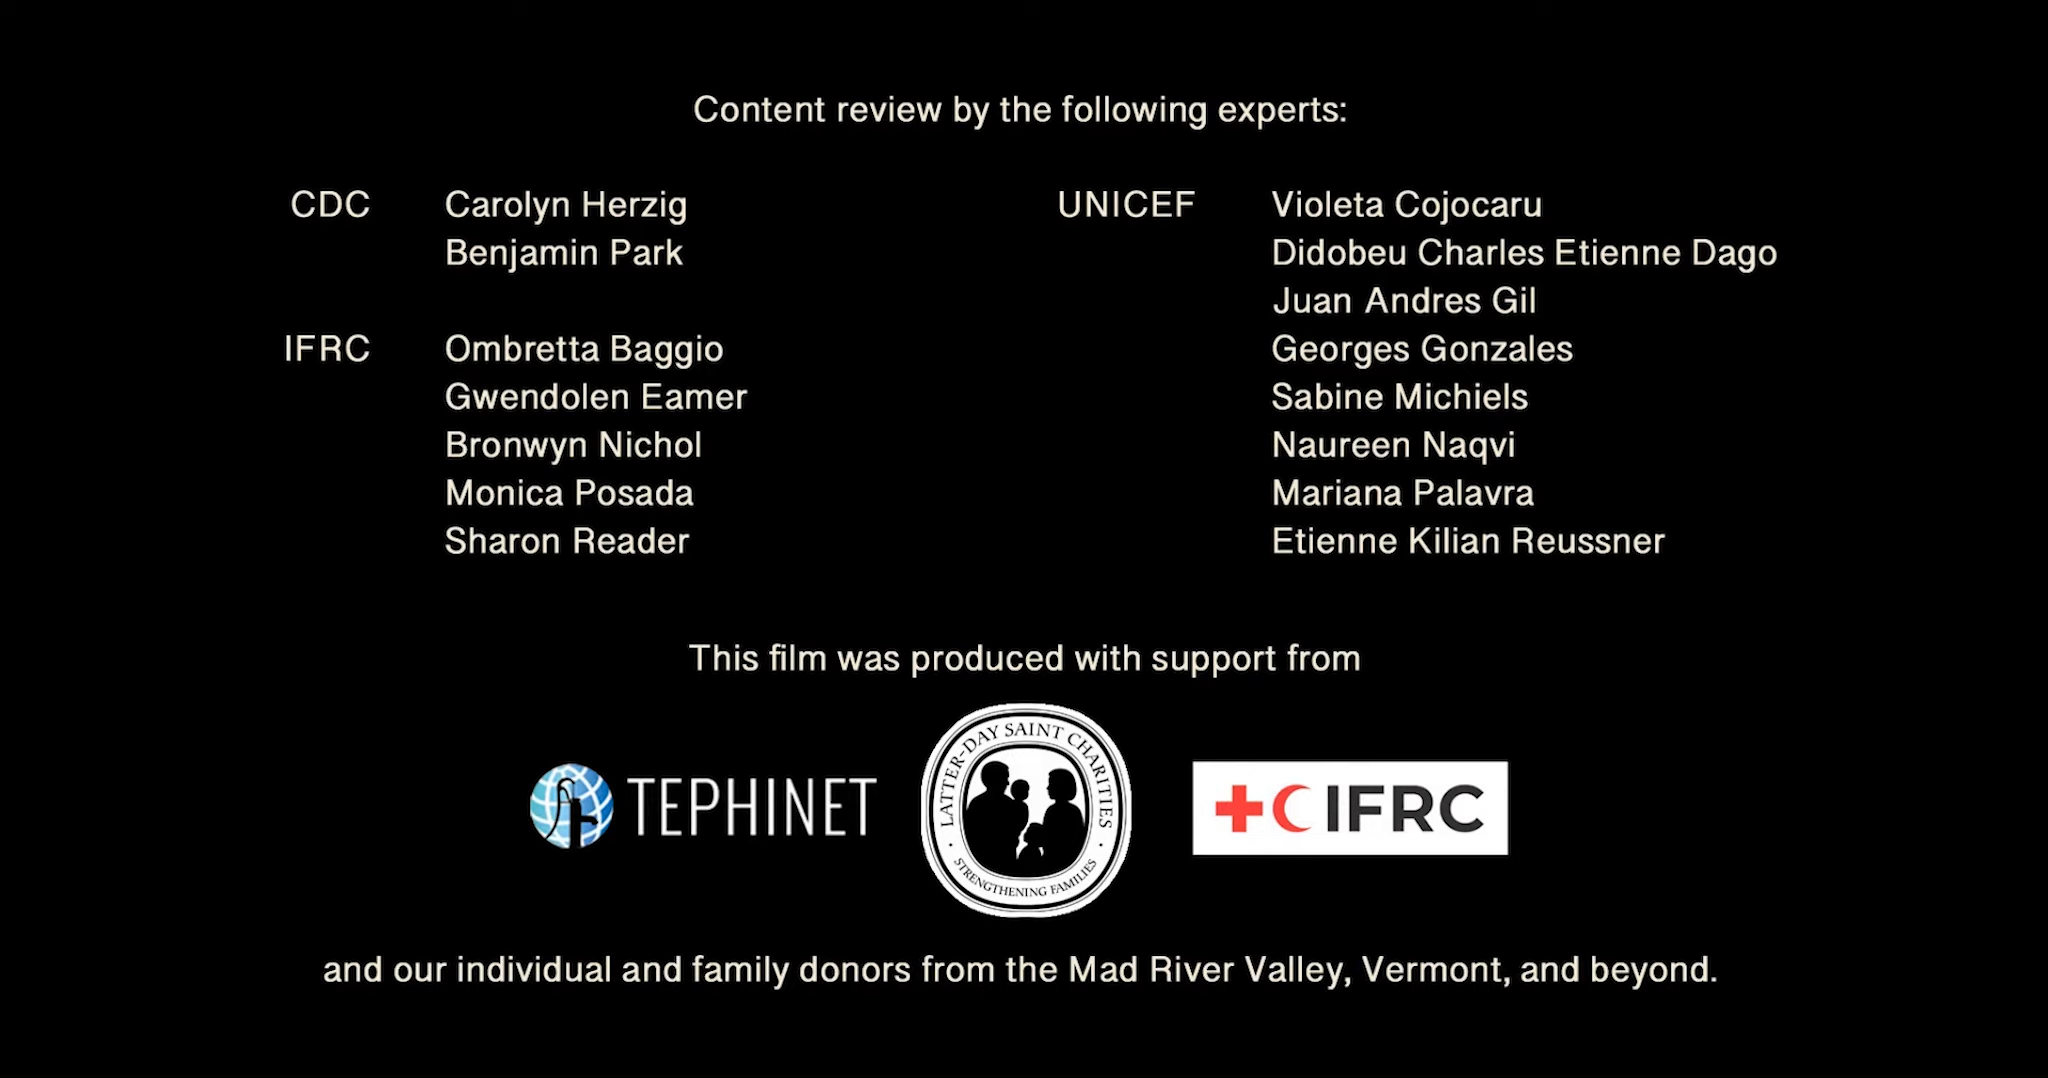 Content review by the following experts:
CDC Carolyn Herzig
Benjamin Park
IFRC Ombretta Baggio
Gwendolen Eamer
Bronwyn Nichol
Monica Posada
Sharon Reader
UNICEF Violeta Cojocaru
Didobeu Charles Etienne Dago
Juan Andres Gil
Georges Gonzales
Sabine Michiels
Naureen Naqvi
Mariana Palavra
Etienne Kilian Reussner
This film was produced with support from
TEPHINET
LATTER-DAY SAINT CHARITIES
STRENGTHENING FAMILIES
IFRC
and our individual and family donors from the Mad River Valley, Vermont, and beyond.